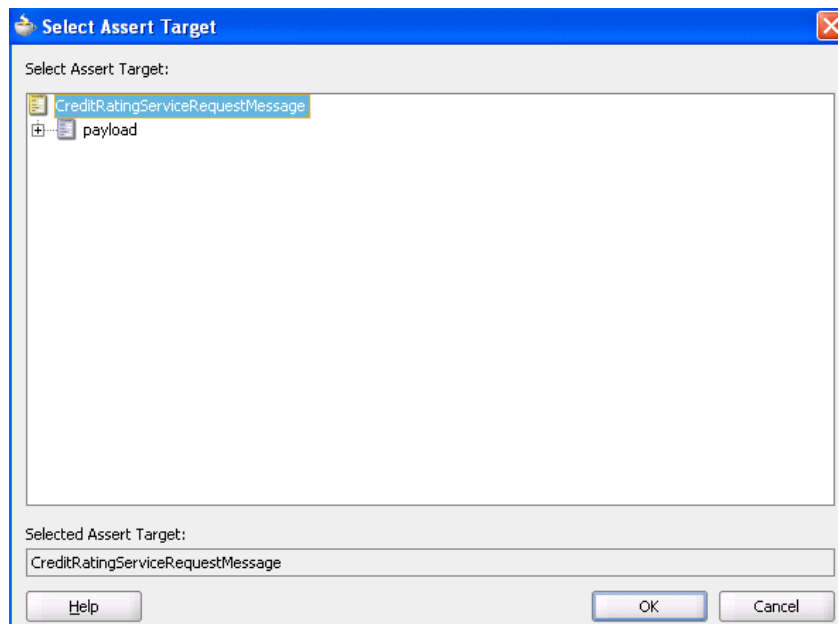 Select Assert Target
Select Assert Target:
CreditRatingServiceRequestMessage
payload
Selected Assert Target:
CreditRatingServiceRequestMessage
Help OK Cancel